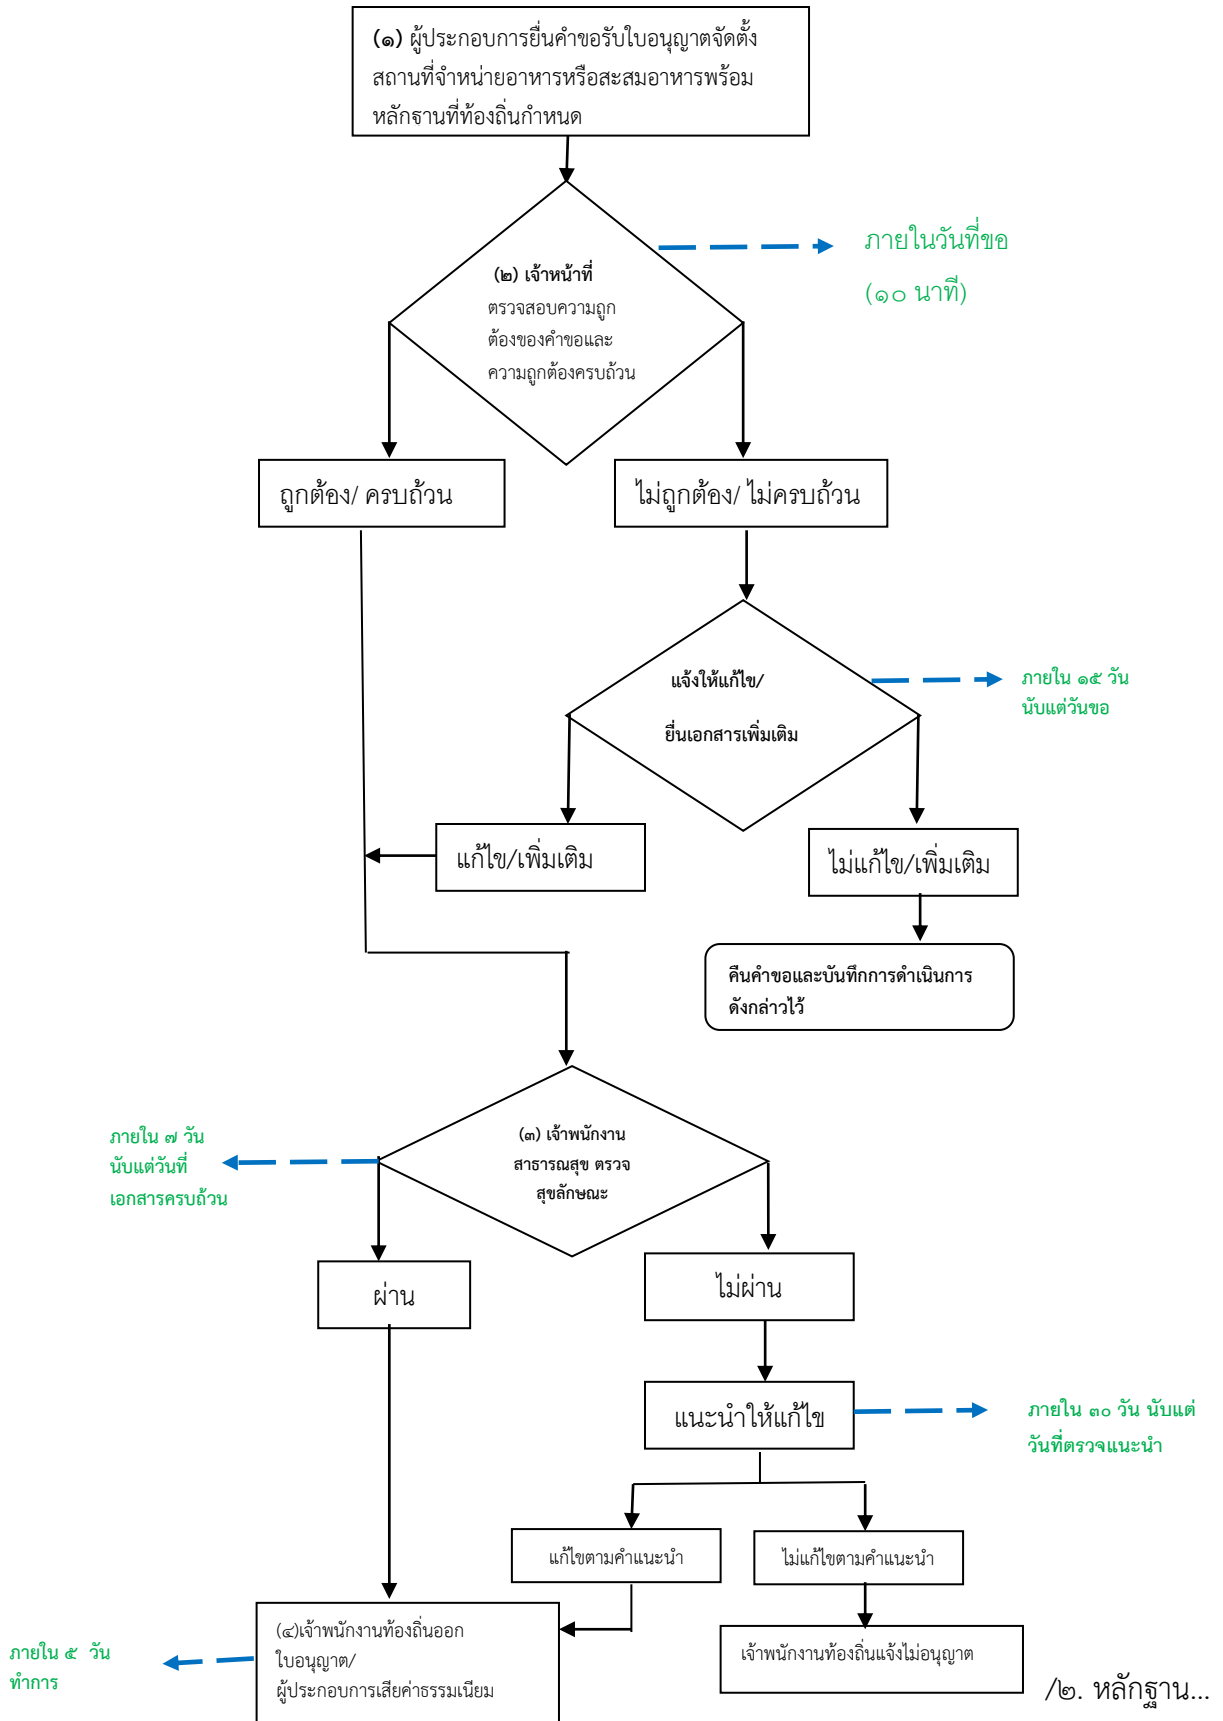 (๑) ผู้ประกอบการยื่นคำขอรับใบอนุญาตจัดตั้ง
สถานที่จำหน่ายอาหารหรือสะสมอาหารพร้อม
หลักฐานที่ท้องถิ่นกำหนด
ภายในวันที่ขอ
(๑๐ นาที)
(๒) เจ้าหน้าที่
ตรวจสอบความถูก
ต้องของคำขอและ
ความถูกต้องครบถ้วน
ถูกต้อง/ ครบถ้วน
ไม่ถูกต้อง/ ไม่ครบถ้วน
แจ้งให้แก้ไข/
ยื่นเอกสารเพิ่มเติม
ภายใน ๑๕ วัน
นับแต่วันขอ
แก้ไข/เพิ่มเติม
ไม่แก้ไข/เพิ่มเติม
คืนคำขอและบันทึกการดำเนินการ
ดังกล่าวไว้
(๓) เจ้าพนักงาน
สาธารณสุข ตรวจ
สุขลักษณะ
ภายใน ๗ วัน
นับแต่วันที่
เอกสารครบถ้วน
ผ่าน
ไม่ผ่าน
แนะนำให้แก้ไข
ภายใน ๓๐ วัน นับแต่
วันที่ตรวจแนะนำ
แก้ไขตามคำแนะนำ
ไม่แก้ไขตามคำแนะนำ
(๔)เจ้าพนักงานท้องถิ่นออก
ใบอนุญาต/
ผู้ประกอบการเสียค่าธรรมเนียม
ภายใน ๕ วัน
ทำการ
เจ้าพนักงานท้องถิ่นแจ้งไม่อนุญาต
/๒. หลักฐาน...